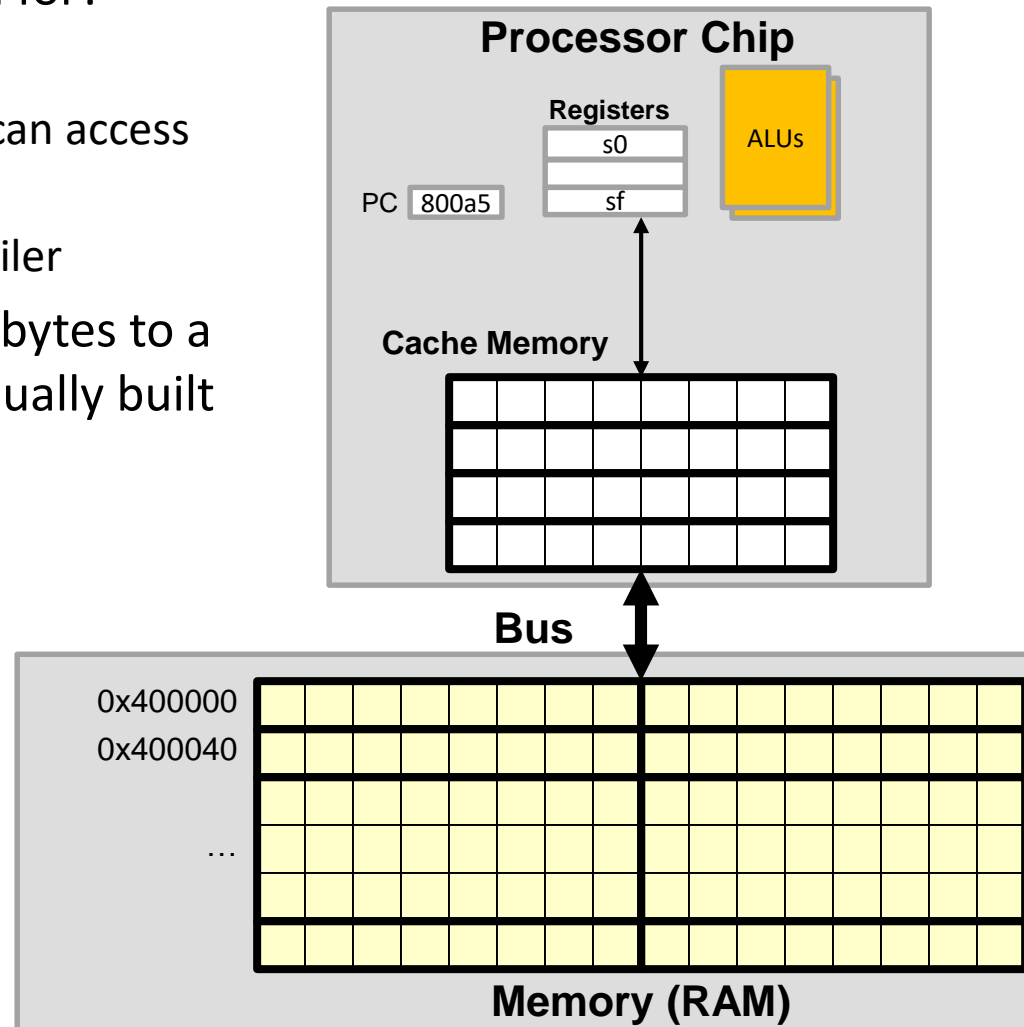 can access
iler
bytes to a
ually built
Processor Chip
Registers
s0
sf
ALUs
PC 800a5
Cache Memory
Bus
0x400000
0x400040
…
Memory (RAM)